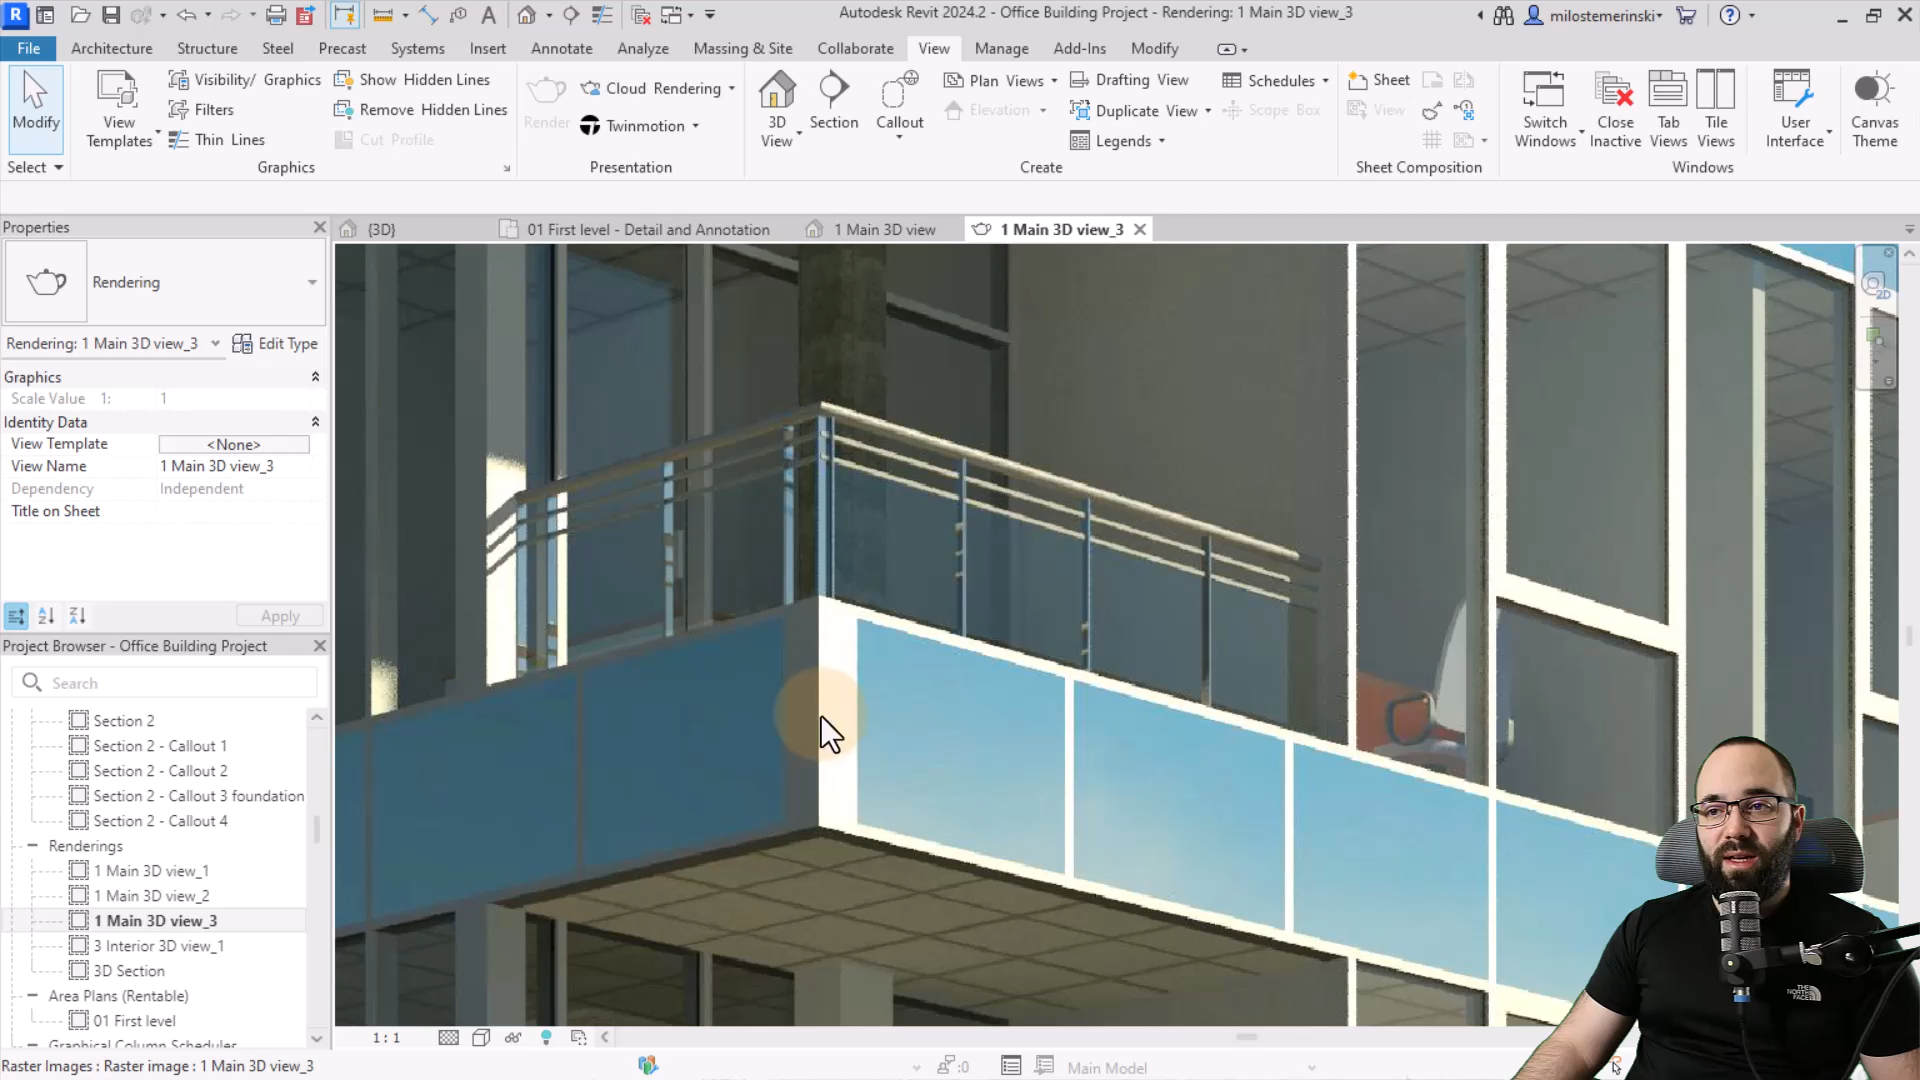 R
Autodesk Revit 2024.2 - Office Building Project - Rendering: 1 Main 3D view_3
milostemerinski
File
Architecture
Structure
Steel
Precast
Systems
Insert
Annotate
Analyze
Massing & Site
Collaborate
View
Manage
Add-Ins
Modify
Modify
Select
View Templates
Visibility/ Graphics
Filters
Thin Lines
Show Hidden Lines
Remove Hidden Lines
Cut Profile
Graphics
Render
Cloud Rendering
Twinmotion
Presentation
3D View
Section
Callout
Plan Views
Elevation
Drafting View
Duplicate View
Legends
Schedules
Scope Box
Create
Sheet
View
Sheet Composition
Switch Windows
Close Inactive
Tab Views
Tile Views
Windows
User Interface
Canvas Theme
Properties
Rendering
Rendering: 1 Main 3D view_3
Edit Type
Graphics
Scale Value 1: 1
Identity Data
View Template <None>
View Name 1 Main 3D view_3
Dependency Independent
Title on Sheet
Apply
Project Browser - Office Building Project
Search
Section 2
Section 2 - Callout 1
Section 2 - Callout 2
Section 2 - Callout 3 foundation
Section 2 - Callout 4
Renderings
1 Main 3D view_1
1 Main 3D view_2
1 Main 3D view_3
3 Interior 3D view_1
3D Section
Area Plans (Rentable)
01 First level
Graphical Column Schedules
{3D}
01 First level - Detail and Annotation
1 Main 3D view
1 Main 3D view_3
2D
THE NORTH FACE
1 : 1
Raster Images : Raster image : 1 Main 3D view_3
:0
Main Model